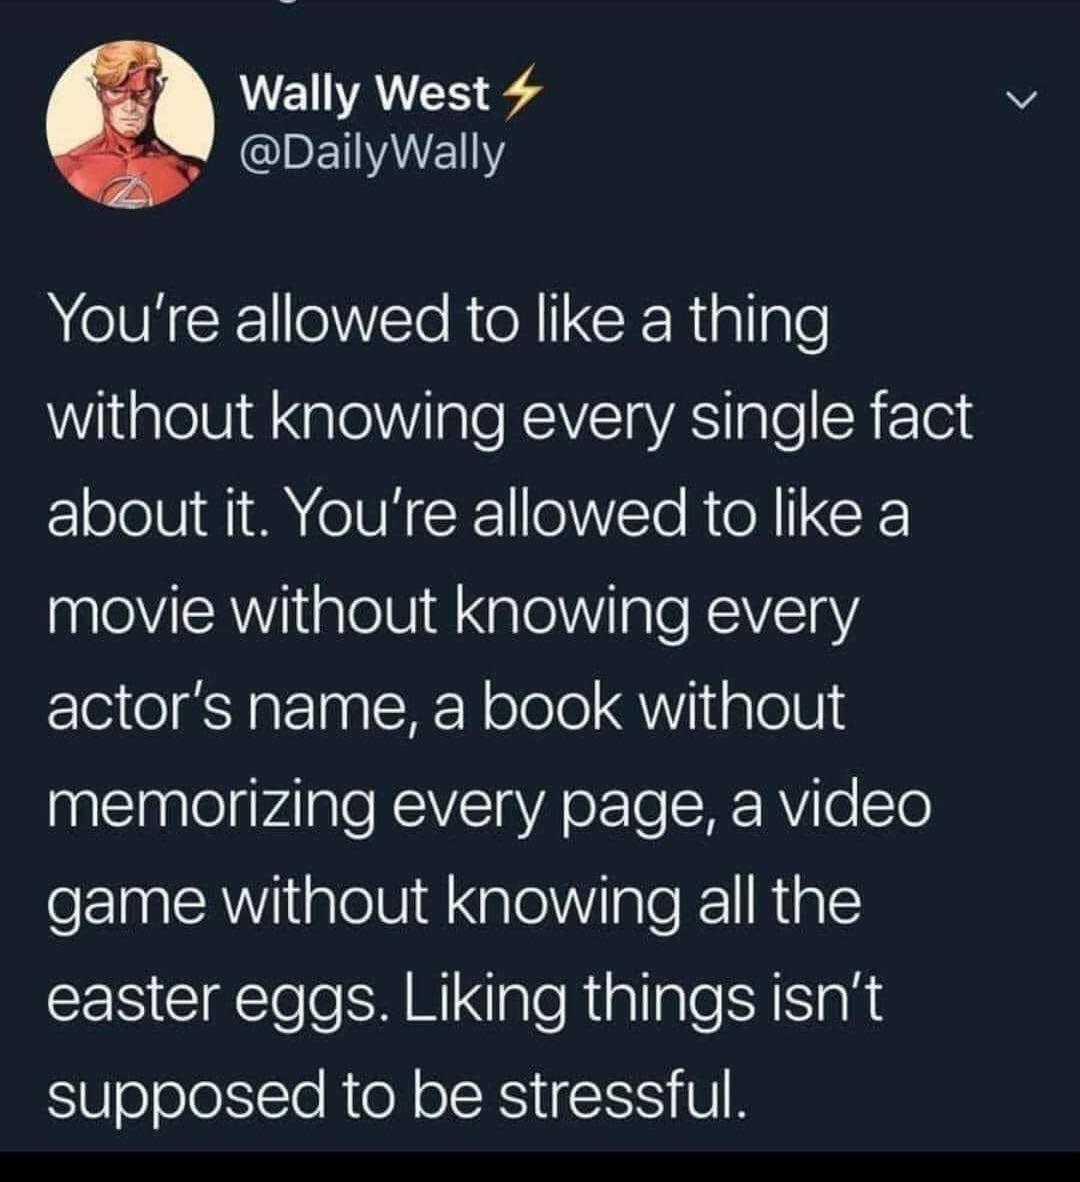 Wally West⚡
@DailyWally
You're allowed to like a thing
without knowing every single fact
about it. You're allowed to like a
movie without knowing every
actor's name, a book without
memorizing every page, a video
game without knowing all the
easter eggs. Liking things isn't
supposed to be stressful.